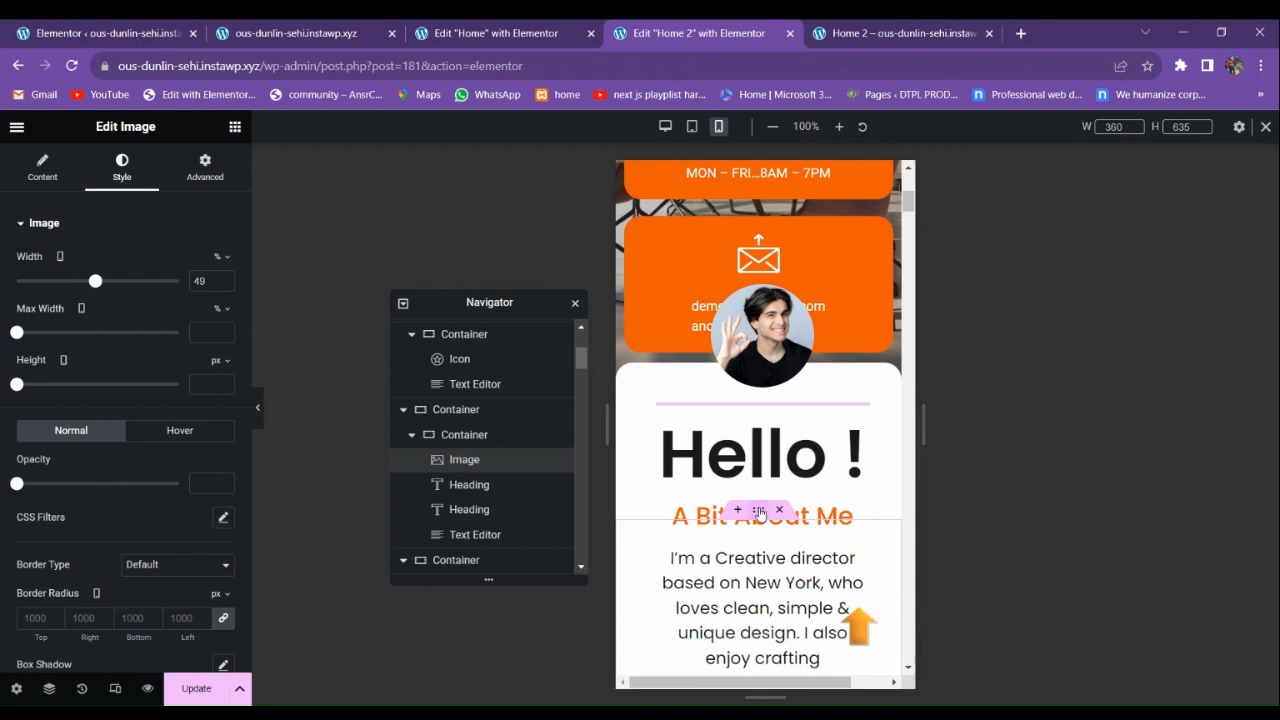 Elementor ‹ ous-dunlin-sehi.insta
ous-dunlin-sehi.instawp.xyz
Edit "Home" with Elementor
Edit "Home 2" with Elementor
Home 2 – ous-dunlin-sehi.instaw
ous-dunlin-sehi.instawp.xyz/wp-admin/post.php?post=181&action=elementor
Gmail
YouTube
Edit with Elementor...
community – AnsrC...
Maps
WhatsApp
home
next js playlist har...
Home | Microsoft 3...
Pages ‹ DTPL PROD...
Professional web d...
We humanize corp...
Edit Image
100%
W 360 H 635
Content
Style
Advanced
Image
Width
%
49
Max Width
%
Height
px
Normal
Hover
Opacity
CSS Filters
Border Type
Default
Border Radius
px
1000 1000 1000 1000
Top Right Bottom Left
Box Shadow
Update
Navigator
Container
Icon
Text Editor
Container
Container
Image
Heading
Heading
Text Editor
Container
MON – FRI...8AM – 7PM
Hello !
A Bit About Me
I'm a Creative director
based on New York, who
loves clean, simple &
unique design. I also
enjoy crafting